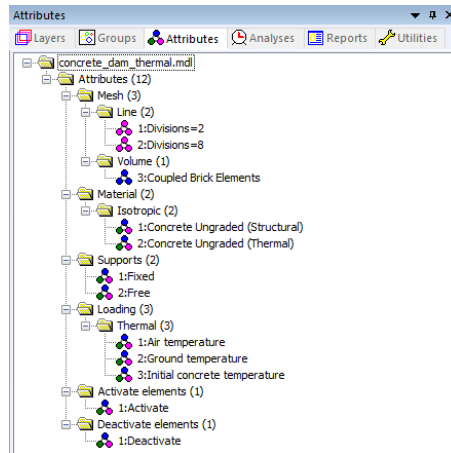 Attributes
Layers Groups Attributes Analyses Reports Utilities
concrete_dam_thermal.mdl
Attributes (12)
Mesh (3)
Line (2)
1:Divisions=2
2:Divisions=8
Volume (1)
3:Coupled Brick Elements
Material (2)
Isotropic (2)
1:Concrete Ungraded (Structural)
2:Concrete Ungraded (Thermal)
Supports (2)
1:Fixed
2:Free
Loading (3)
Thermal (3)
1:Air temperature
2:Ground temperature
3:Initial concrete temperature
Activate elements (1)
1:Activate
Deactivate elements (1)
1:Deactivate